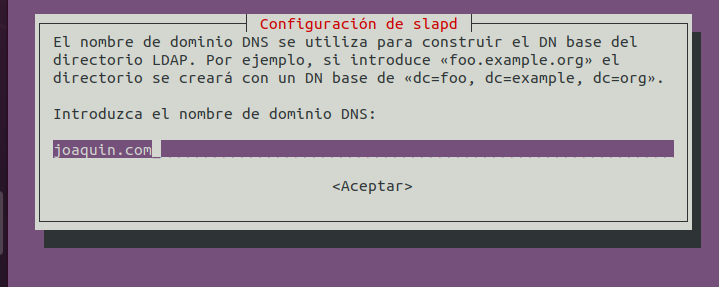 Configuración de slapd
El nombre de dominio DNS se utiliza para construir el DN base del
directorio LDAP. Por ejemplo, si introduce «foo.example.org» el
directorio se creará con un DN base de «dc=foo, dc=example, dc=org».
Introduzca el nombre de dominio DNS:
joaquin.com
<Aceptar>